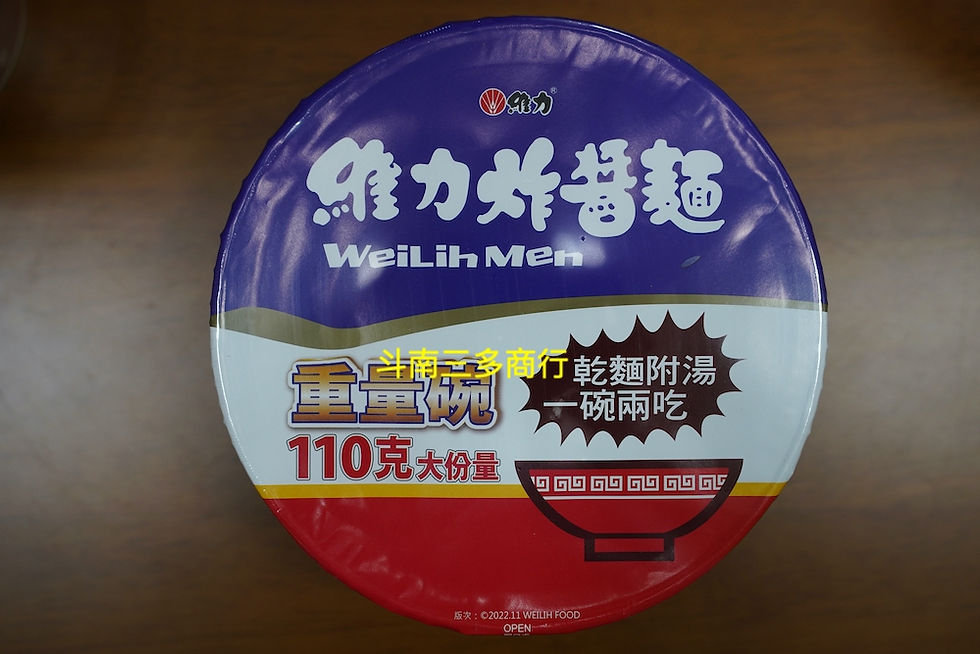 維力®
維力炸醬麵
WeiLih Men
斗南三多商行
重量碗
110克大份量
乾麵附湯
一碗兩吃
版次：©2022.11 WEILIH FOOD
OPEN